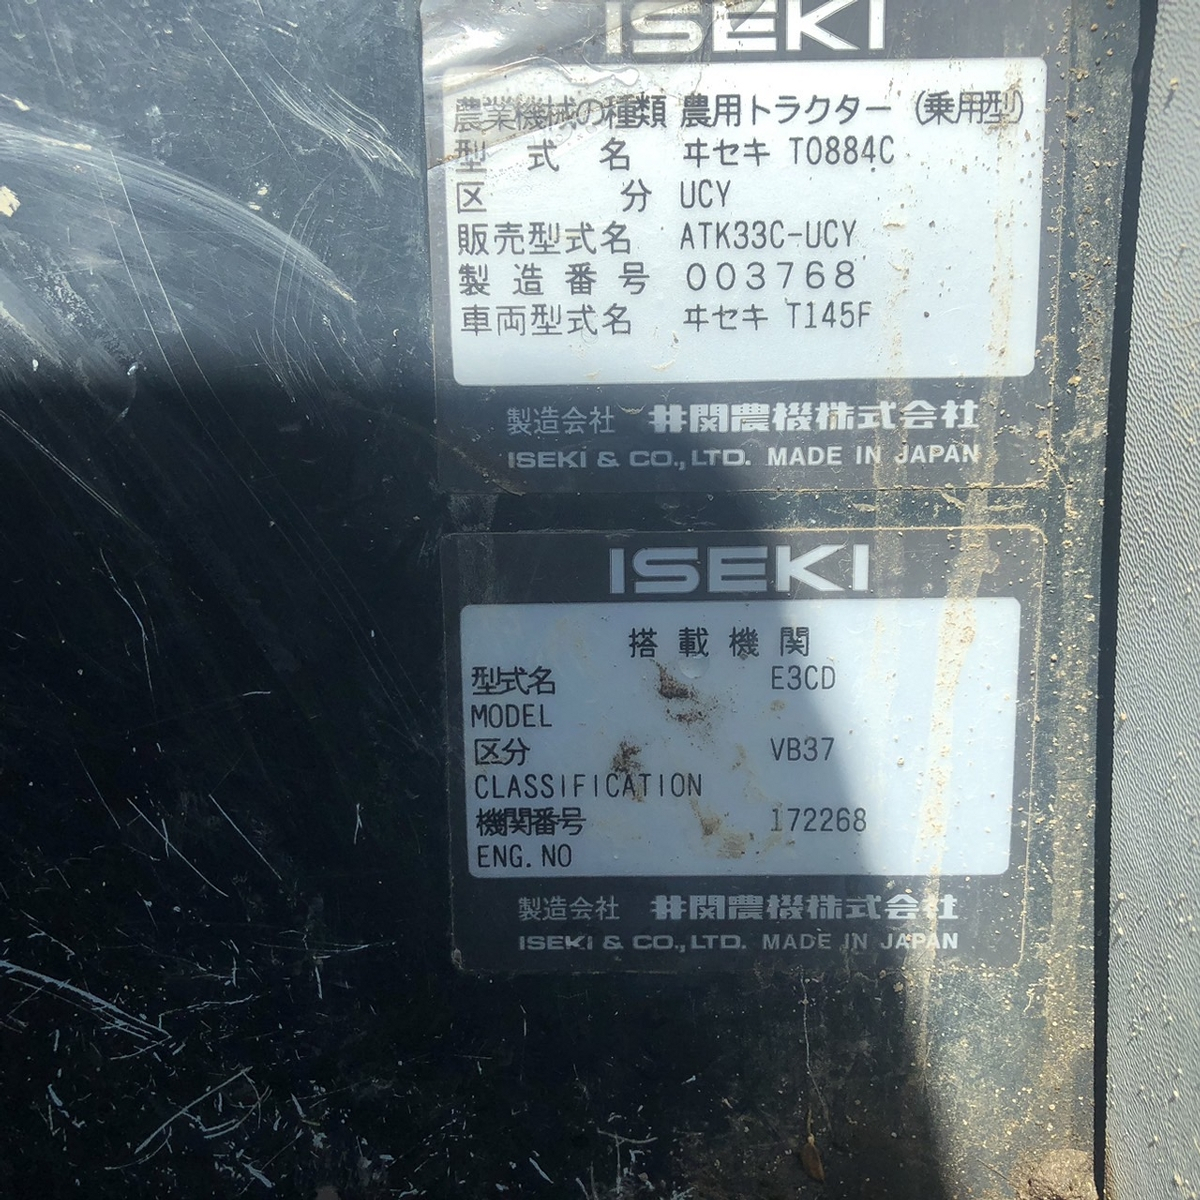 ISEKI
農業機械の種類 農用トラクター (乗用型)
型式名 ヰセキ T0884C
区分 UCY
販売型式名 ATK33C-UCY
製造番号 003768
車両型式名 ヰセキ T145F
製造会社 井関農機株式会社
ISEKI & CO., LTD. MADE IN JAPAN
ISEKI
搭載機関
型式名 E3CD
MODEL
区分 VB37
CLASSIFICATION
機関番号 172268
ENG. NO
製造会社 井関農機株式会社
ISEKI & CO., LTD. MADE IN JAPAN